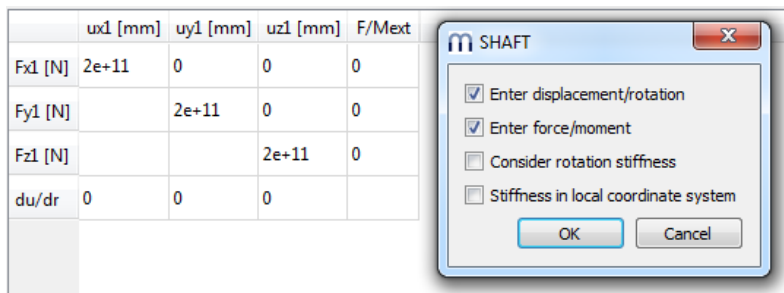 ux1 [mm] uy1 [mm] uz1 [mm] F/Mext
Fx1 [N] 2e+11 0 0 0
Fy1 [N] 2e+11 0 0
Fz1 [N] 2e+11 0
du/dr 0 0 0
SHAFT
Enter displacement/rotation
Enter force/moment
Consider rotation stiffness
Stiffness in local coordinate system
OK Cancel